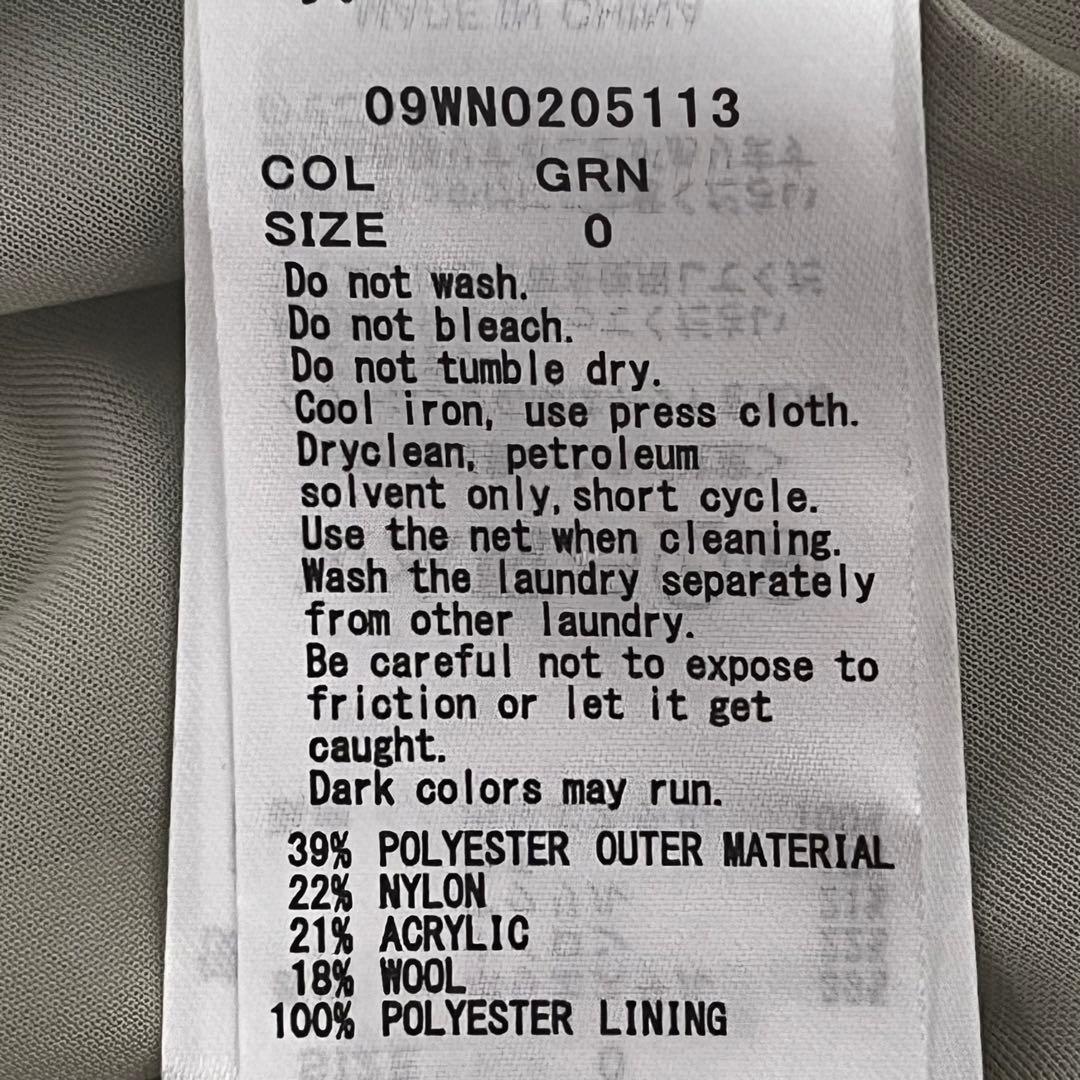 09WNO205113
COL GRN
SIZE 0
Do not wash.
Do not bleach.
Do not tumble dry.
Cool iron, use press cloth.
Dryclean, petroleum
solvent only, short cycle.
Use the net when cleaning.
Wash the laundry separately
from other laundry.
Be careful not to expose to
friction or let it get
caught.
Dark colors may run.
39% POLYESTER OUTER MATERIAL
22% NYLON
21% ACRYLIC
18% WOOL
100% POLYESTER LINING